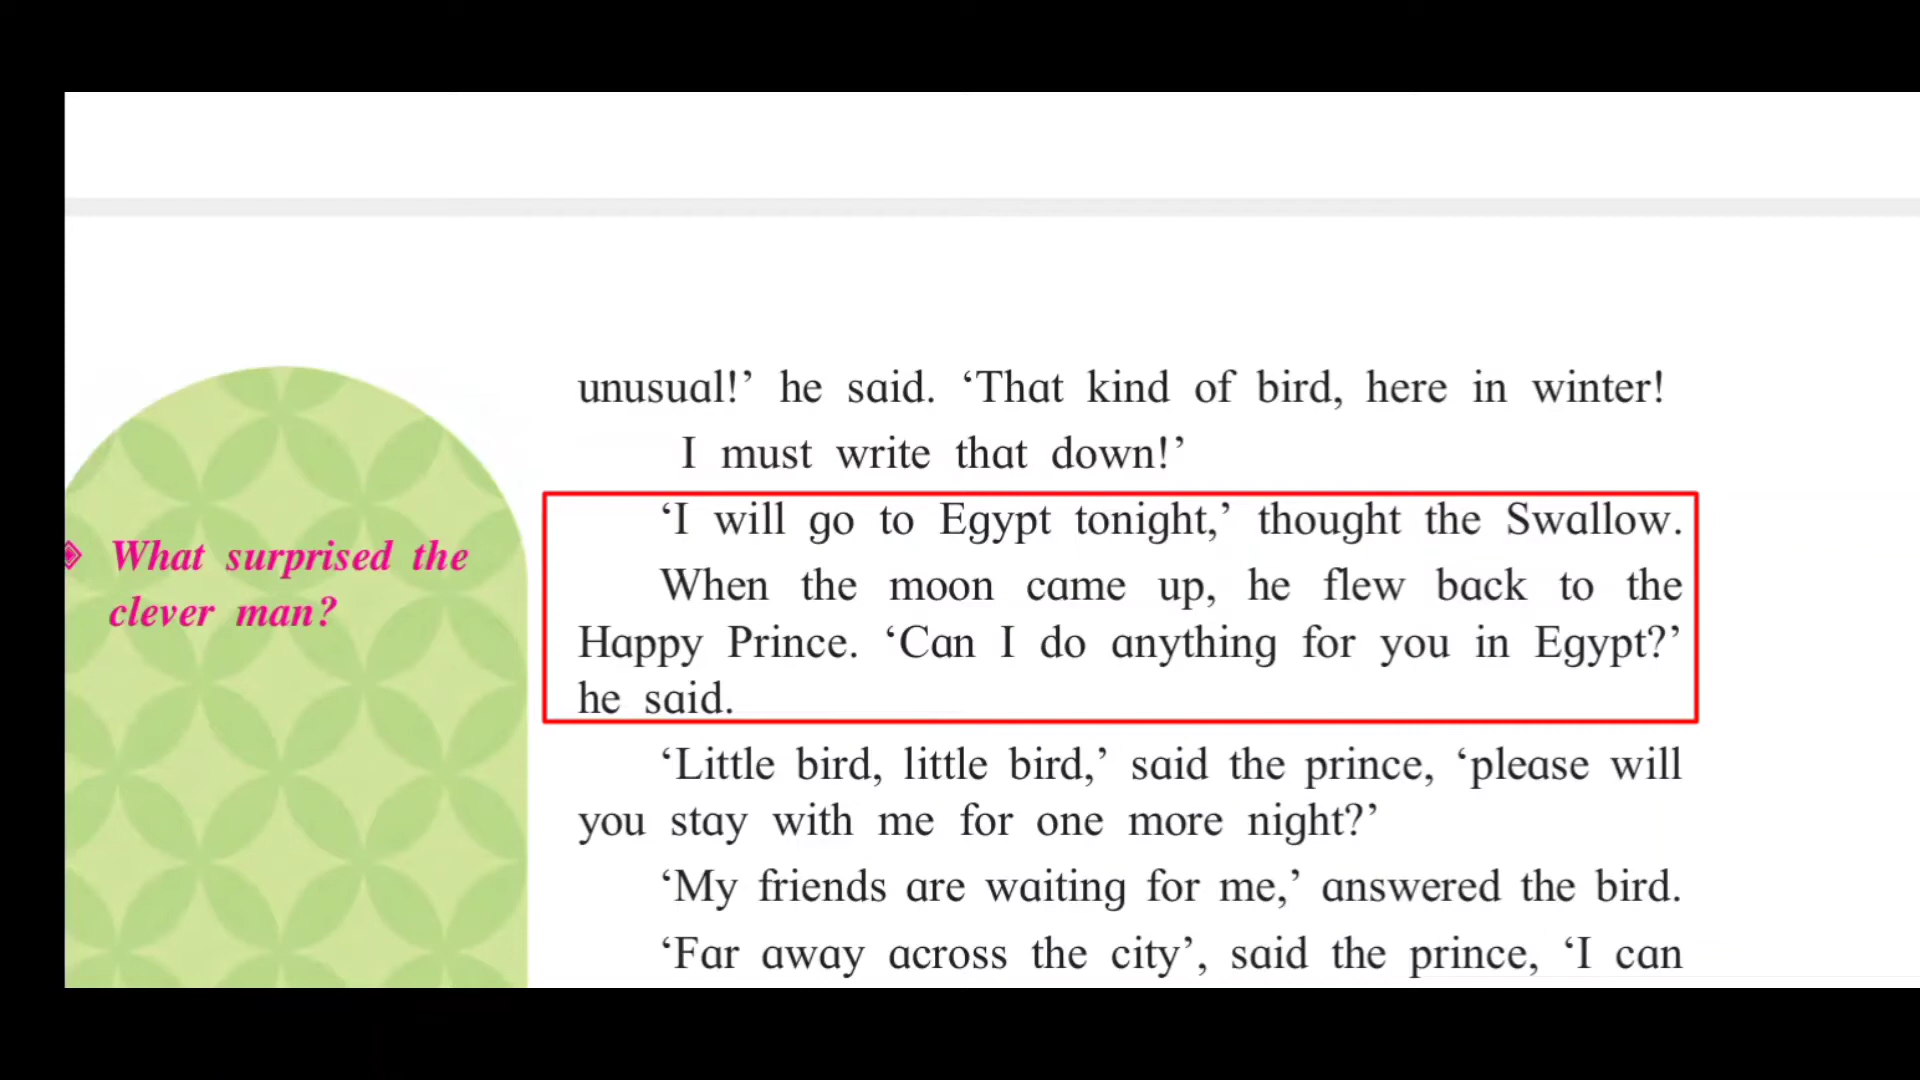 unusual!’ he said. ‘That kind of bird, here in winter!
I must write that down!’
‘I will go to Egypt tonight,’ thought the Swallow.
When the moon came up, he flew back to the
Happy Prince. ‘Can I do anything for you in Egypt?’
he said.
‘Little bird, little bird,’ said the prince, ‘please will
you stay with me for one more night?’
‘My friends are waiting for me,’ answered the bird.
‘Far away across the city’, said the prince, ‘I can
What surprised the
clever man?